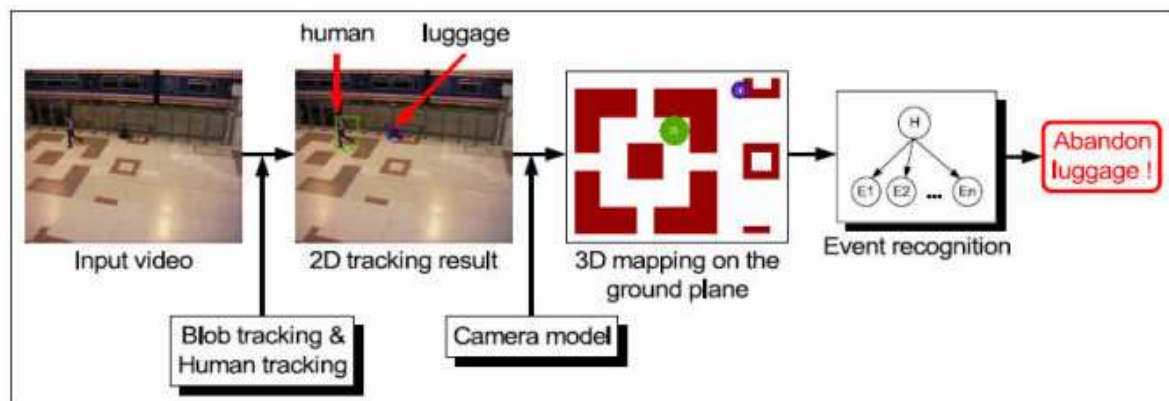 human
luggage
Input video
2D tracking result
3D mapping on the
ground plane
H
E1
E2
...
En
Event recognition
Abandon
luggage !
Blob tracking &
Human tracking
Camera model